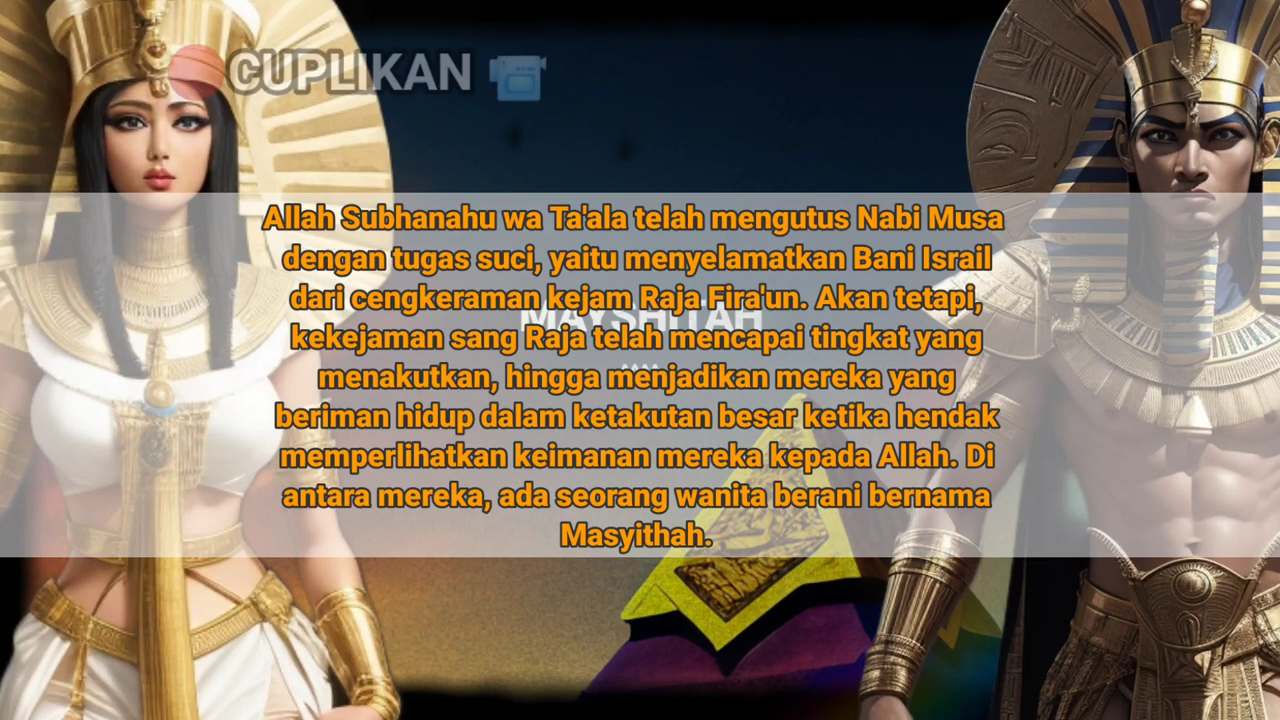 CUPLIKAN
Allah Subhanahu wa Ta'ala telah mengutus Nabi Musa
dengan tugas suci, yaitu menyelamatkan Bani Israil
dari cengkeraman kejam Raja Fira'un. Akan tetapi,
MAYSHITAH
kekejaman sang Raja telah mencapai tingkat yang
menakutkan, hingga menjadikan mereka yang
beriman hidup dalam ketakutan besar ketika hendak
memperlihatkan keimanan mereka kepada Allah. Di
antara mereka, ada seorang wanita berani bernama
Masyithah.